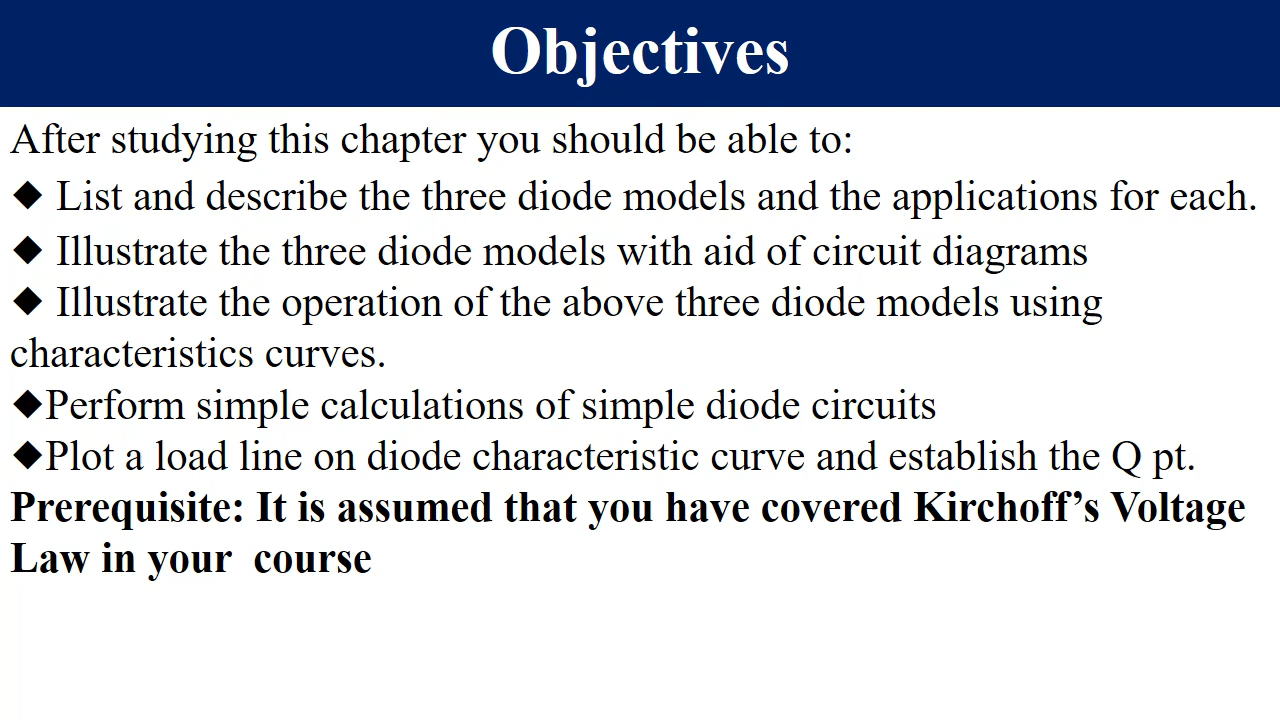 Objectives
After studying this chapter you should be able to:
◆ List and describe the three diode models and the applications for each.
◆ Illustrate the three diode models with aid of circuit diagrams
◆ Illustrate the operation of the above three diode models using
characteristics curves.
◆Perform simple calculations of simple diode circuits
◆Plot a load line on diode characteristic curve and establish the Q pt.
Prerequisite: It is assumed that you have covered Kirchoff’s Voltage
Law in your  course